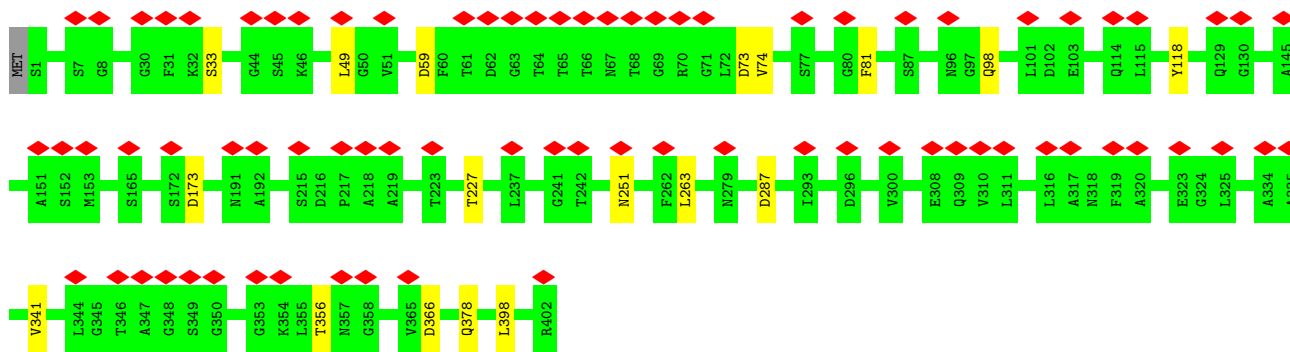 MET S1 S7 G8 G30 F31 K32 S33 G44 S45 K46 L49 G50 V51 D59 F60 T61 D62 G63 T64 T65 T66 N67 T68 G69 R70 G71 L72 D73 V74 S77 G80 F81 S87 N96 G97 Q98 L101 D102 E103 Q114 L115 Y118 Q129 G130 A145
A151 S152 M153 S165 S172 D173 N191 A192 S215 D216 P217 A218 A219 T223 T227 L237 G241 T242 N251 F262 L263 N279 D287 I293 D296 V300 E308 Q309 V310 L311 L316 A317 N318 F319 A320 E323 G324 L325 A334
V341 L344 G345 T346 A347 G348 S349 G350 G353 K354 L355 T356 N357 G358 V365 D366 Q378 L398 R402